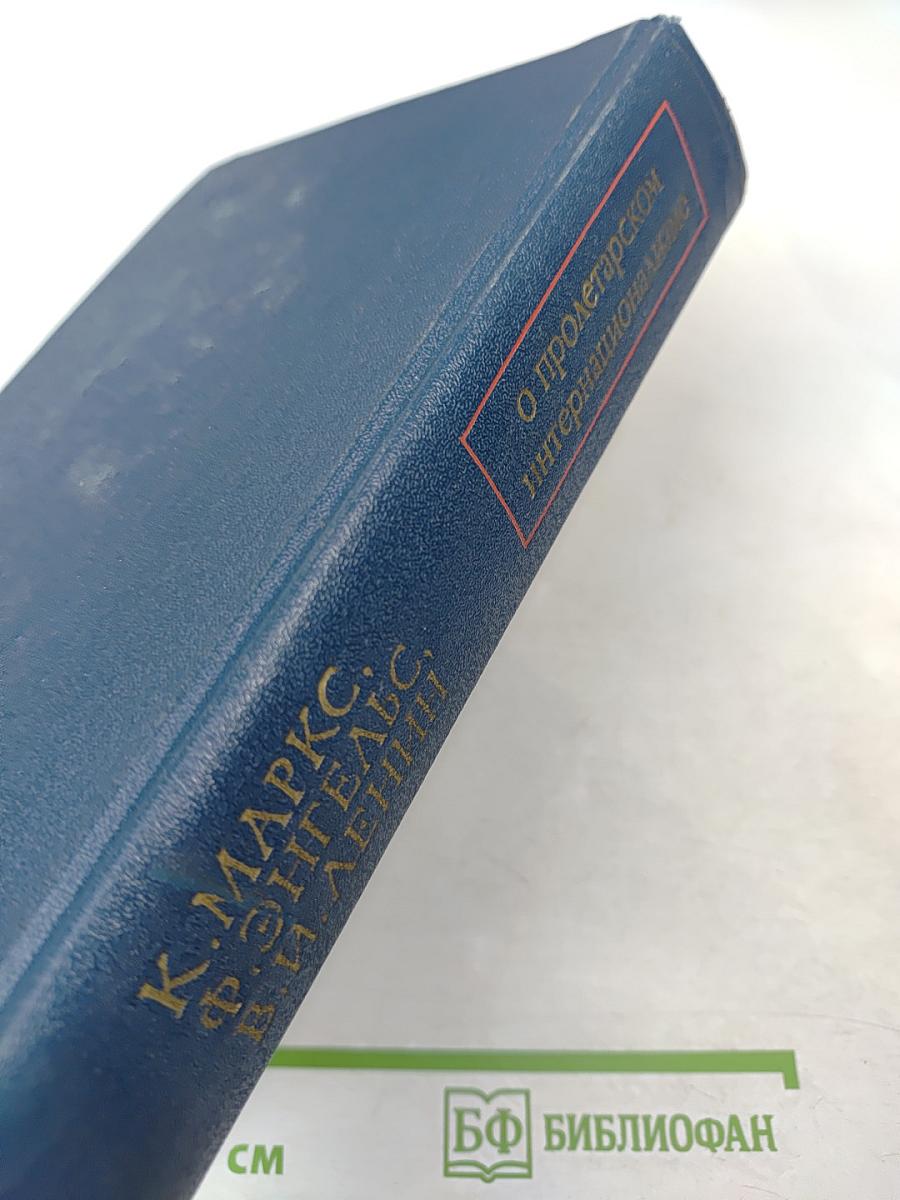 К. МАРКС,
Ф. ЭНГЕЛЬС,
В. И. ЛЕНИН
О пролетарском
интернационализме
см
БФ БИБЛИОФАН